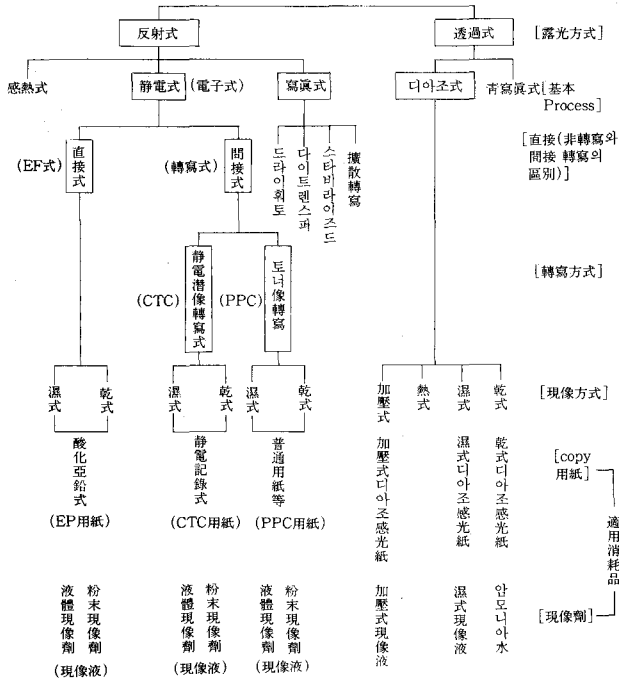 反射式
透過式
[露光方式]
感熱式
靜電式
(電子式)
寫眞式
디아조式
靑寫眞式
[基本
Process]
(EF式)
直接式
(轉寫式)
間接式
드라이휘토
다이트랜스퍼
스타비라이즈드
擴散轉寫
[直接(非轉寫와
間接 轉寫의
區別)]
(CTC)
靜電潛像轉寫式
(PPC)
토너像轉寫
[轉寫方式]
濕式
乾式
濕式
乾式
濕式
乾式
加壓式
熱式
濕式
乾式
[現像方式]
酸化亞鉛式
(EP用紙)
靜電記錄式
(CTC用紙)
普通用紙等
(PPC用紙)
加壓式디아조感光紙
濕式디아조感光紙
乾式디아조感光紙
[copy
用紙]
適用消耗品
液體現像劑
粉末現像劑
(現像液)
液體現像劑
粉末現像劑
(現像液)
液體現像劑
粉末現像劑
(現像液)
加壓式現像液
濕式現像液
암모니아水
[現像劑]